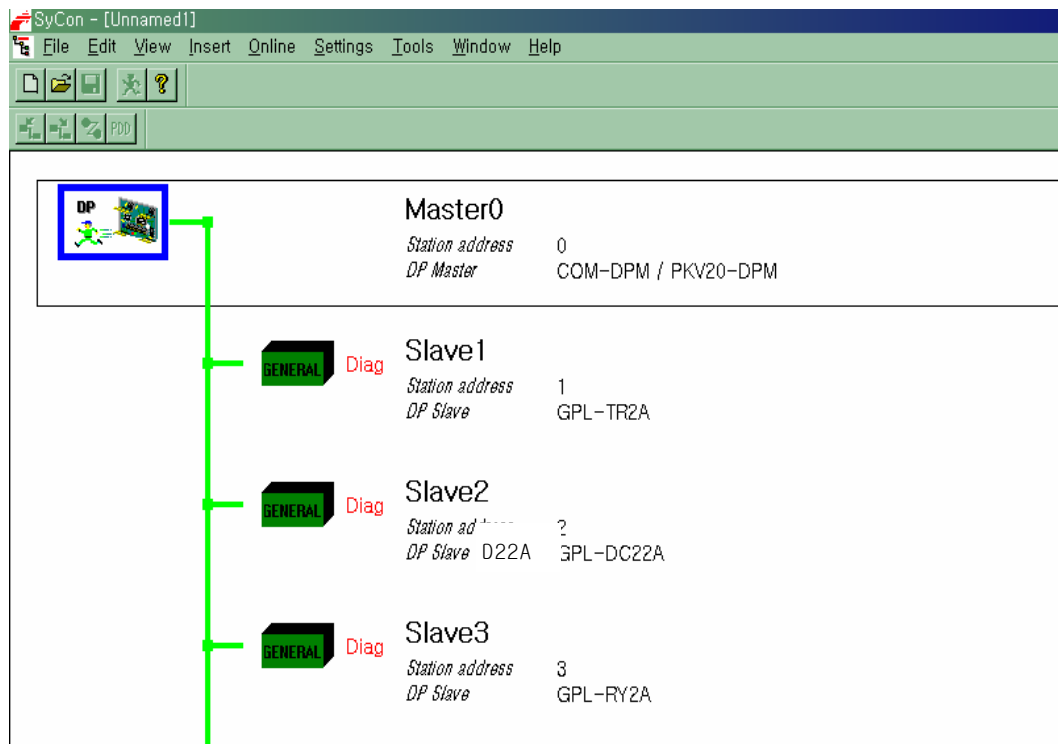 SyCon - [Unnamed1]
File Edit View Insert Online Settings Tools Window Help
PDD
DP
Master0
Station address 0
DP Master COM-DPM / PKV20-DPM
GENERAL Diag Slave1
Station address 1
DP Slave GPL-TR2A
GENERAL Diag Slave2
Station 2
DP Slave D22A GPL-DC22A
GENERAL Diag Slave3
Station address 3
DP Slave GPL-RY2A